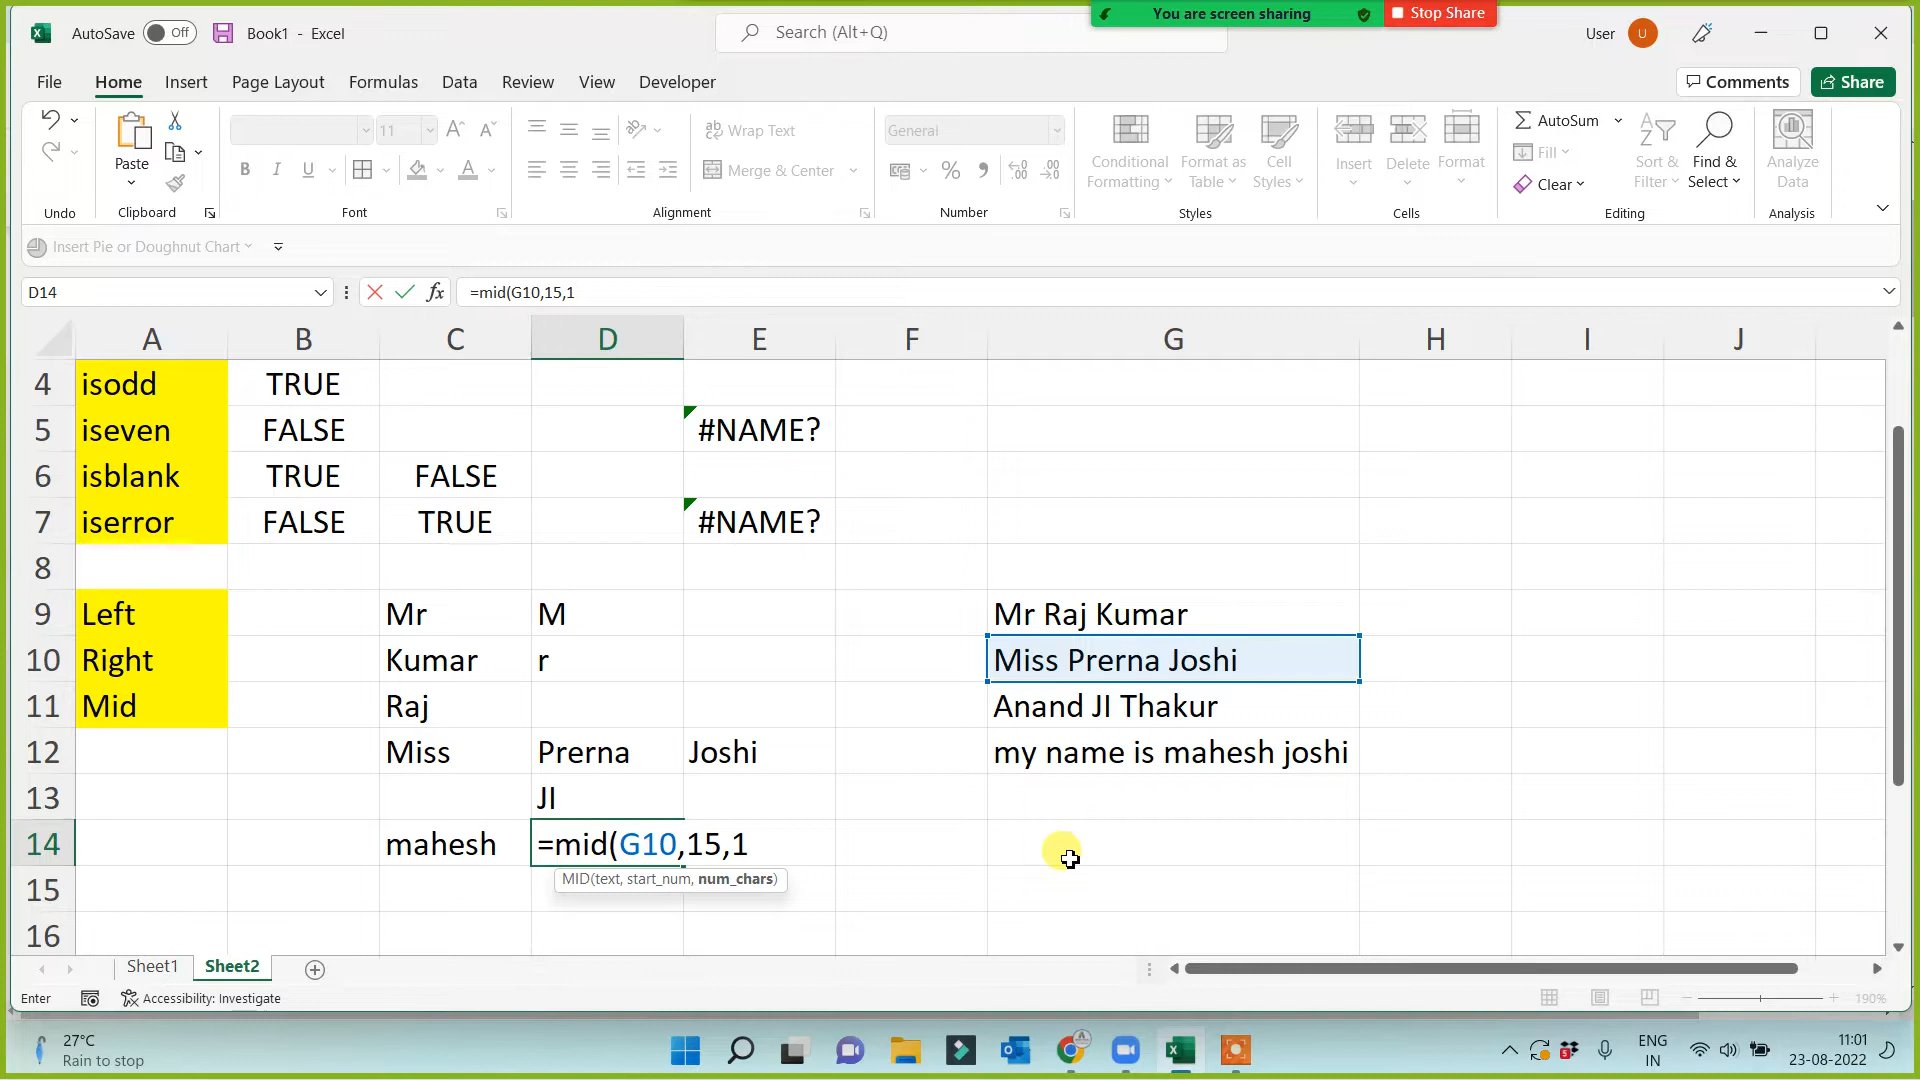 You are screen sharing Stop Share
AutoSave Off Book1 - Excel Search (Alt+Q) User U
File Home Insert Page Layout Formulas Data Review View Developer Comments Share
11 Wrap Text General AutoSum
Paste B I U Merge & Center Conditional Formatting Format as Table Cell Styles Insert Delete Format Fill Clear Sort & Filter Find & Select Analyze Data
Undo Clipboard Font Alignment Number Styles Cells Editing Analysis
Insert Pie or Doughnut Chart
D14 fx =mid(G10,15,1
A B C D E F G H I J
4 isodd TRUE
5 iseven FALSE #NAME?
6 isblank TRUE FALSE
7 iserror FALSE TRUE #NAME?
8
9 Left Mr M Mr Raj Kumar
10 Right Kumar r Miss Prerna Joshi
11 Mid Raj Anand JI Thakur
12 Miss Prerna Joshi my name is mahesh joshi
13 JI
14 mahesh =mid(G10,15,1
MID(text, start_num, num_chars)
15
16
Sheet1 Sheet2
Enter Accessibility: Investigate 190%
27°C ENG 11:01
Rain to stop IN 23-08-2022